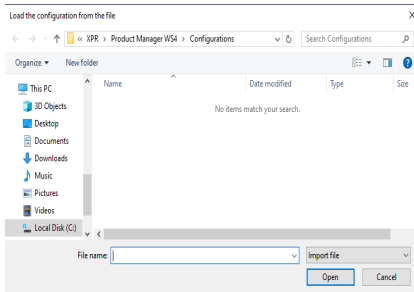 Load the configuration from the file
« XPR > Product Manager WS4 > Configurations
Search Configurations
Organize
New folder
Name
Date modified
Type
Size
This PC
3D Objects
Desktop
Documents
Downloads
Music
Pictures
Videos
Local Disk (C:)
No items match your search.
File name:
Import file
Open
Cancel